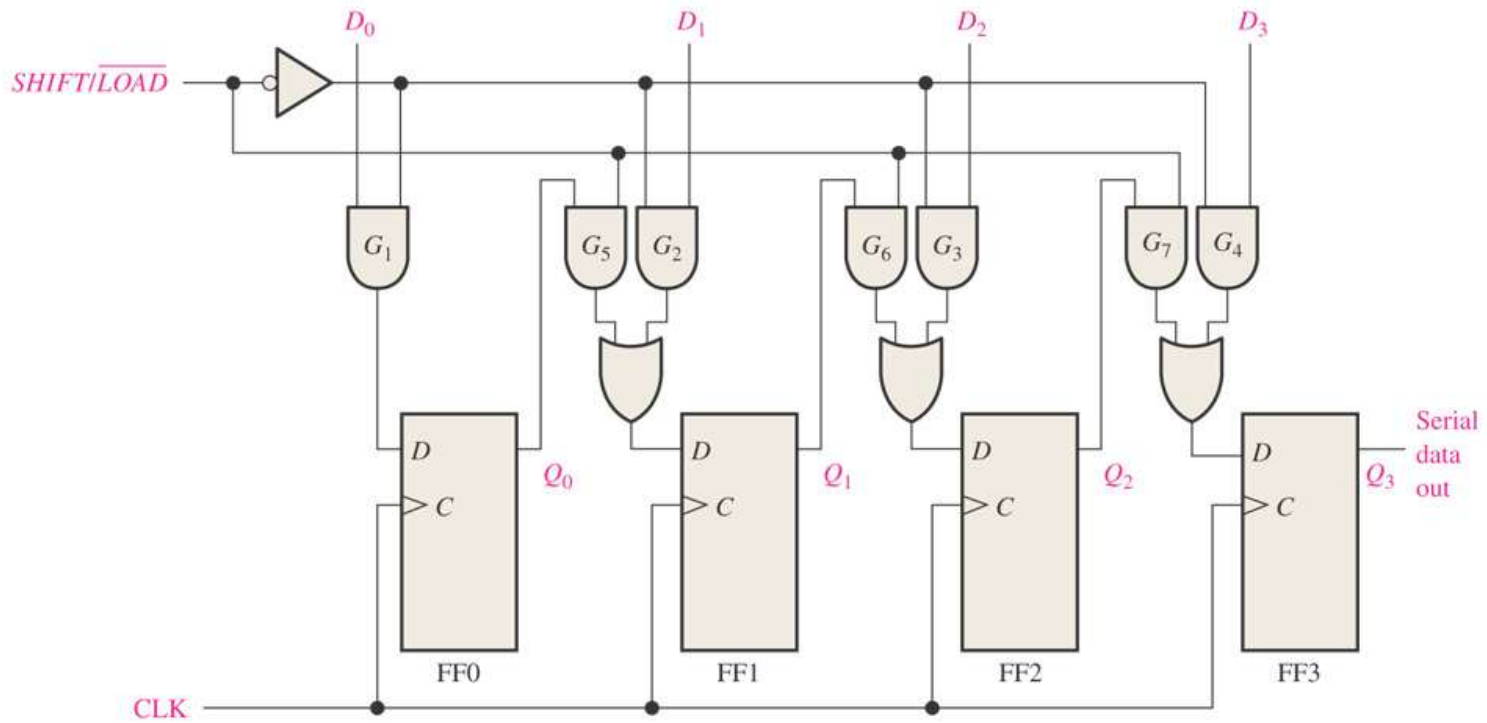 D₀ D₁ D₂ D₃
SHIFT/L̅O̅A̅D̅
G₁ G₅ G₂ G₆ G₃ G₇ G₄
D Q₀ D Q₁ D Q₂ D Q₃
Serial
data
out
C C C C
FF0 FF1 FF2 FF3
CLK